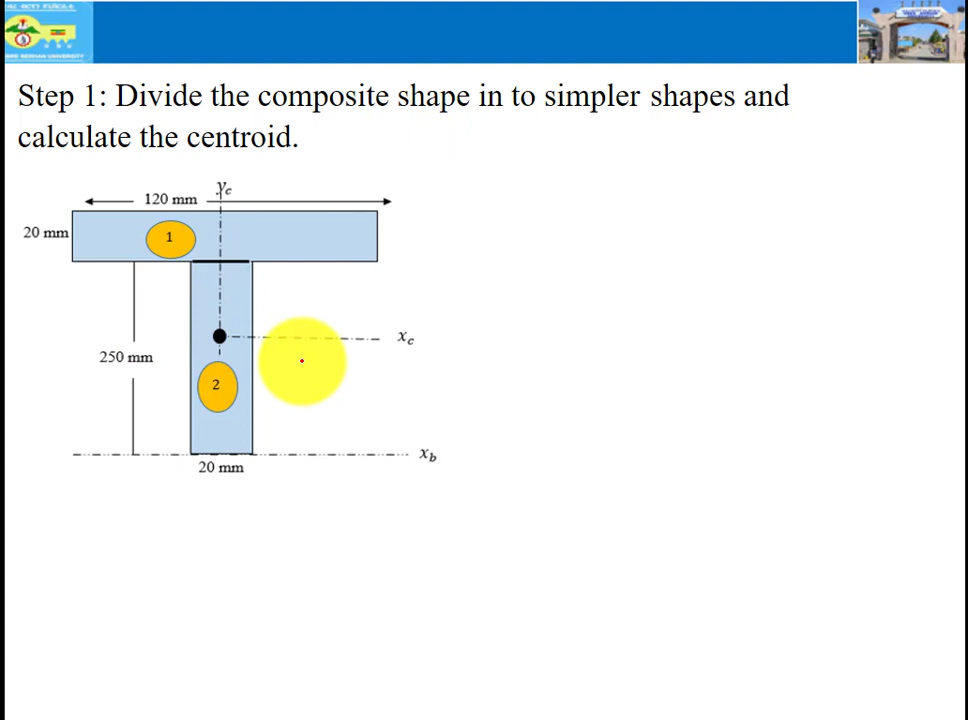 Step 1: Divide the composite shape in to simpler shapes and
calculate the centroid.
yc
120 mm
20 mm
1
xc
250 mm
2
xb
20 mm